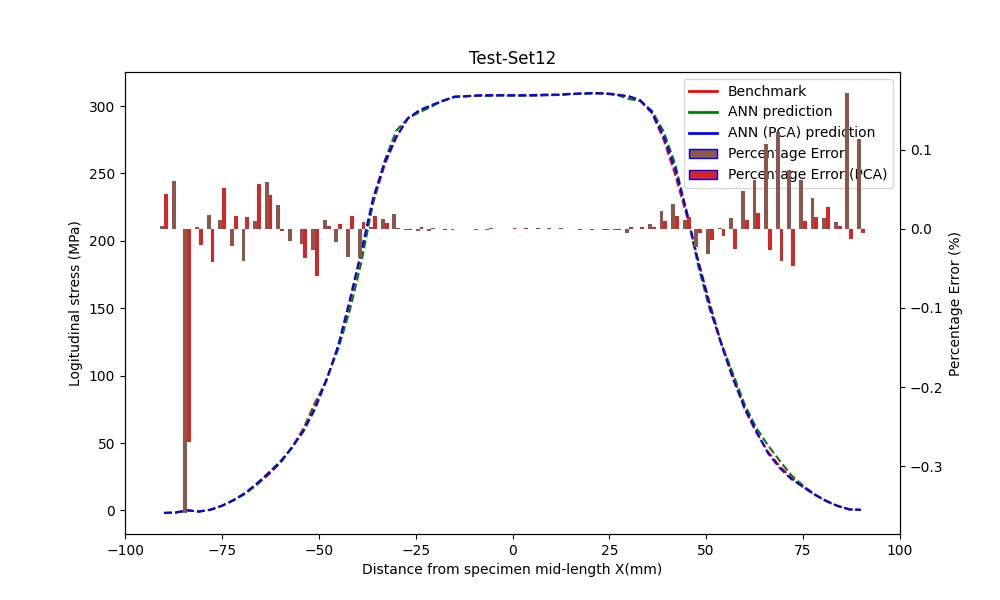 Test-Set12
Benchmark
ANN prediction
ANN (PCA) prediction
Percentage Error
Percentage Error (PCA)
300
250
200
150
100
50
0
Logitudinal stress (MPa)
0.1
0.0
−0.1
−0.2
−0.3
Percentage Error (%)
−100
−75
−50
−25
0
25
50
75
100
Distance from specimen mid-length X(mm)